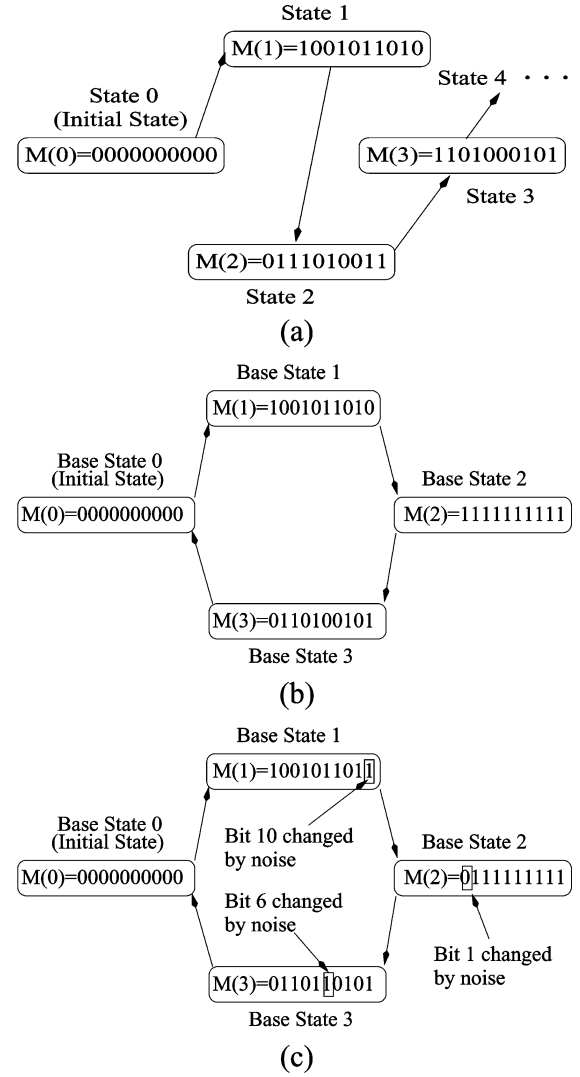 State 1
M(1)=1001011010
State 4 · · ·
State 0
(Initial State)
M(0)=0000000000
M(3)=1101000101
State 3
M(2)=0111010011
State 2
(a)
Base State 1
M(1)=1001011010
Base State 0
(Initial State)
Base State 2
M(0)=0000000000
M(2)=1111111111
M(3)=0110100101
Base State 3
(b)
Base State 1
M(1)=1001011011
Base State 0
(Initial State)
Bit 10 changed
by noise
Base State 2
M(0)=0000000000
M(2)=0111111111
Bit 6 changed
by noise
Bit 1 changed
by noise
M(3)=0110110101
Base State 3
(c)